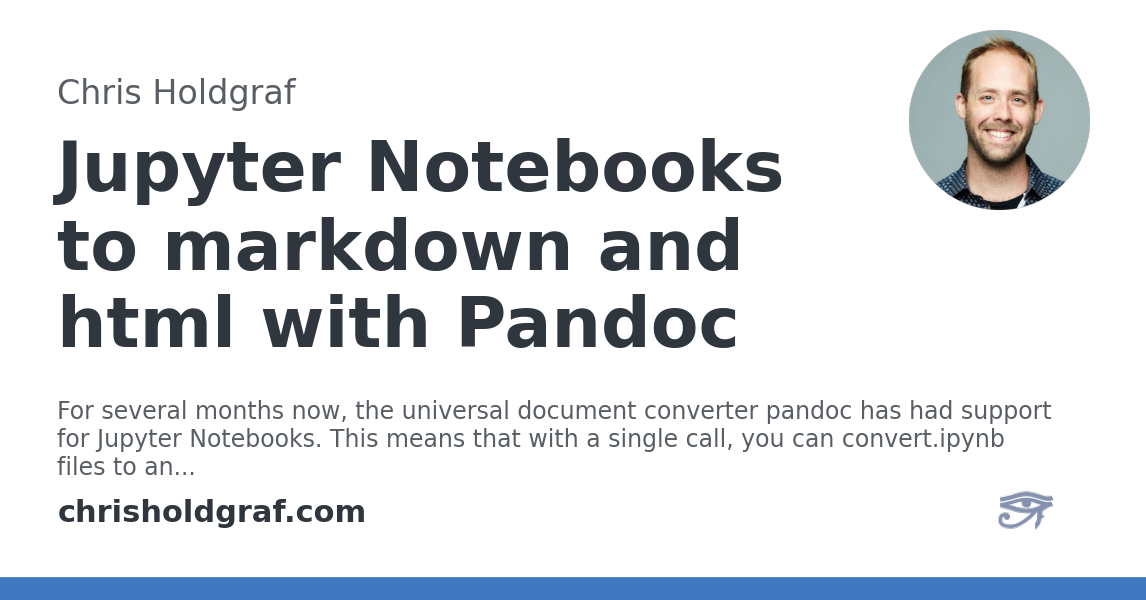 Chris Holdgraf
Jupyter Notebooks
to markdown and
html with Pandoc
For several months now, the universal document converter pandoc has had support
for Jupyter Notebooks. This means that with a single call, you can convert.ipynb
files to an...
chrisholdgraf.com